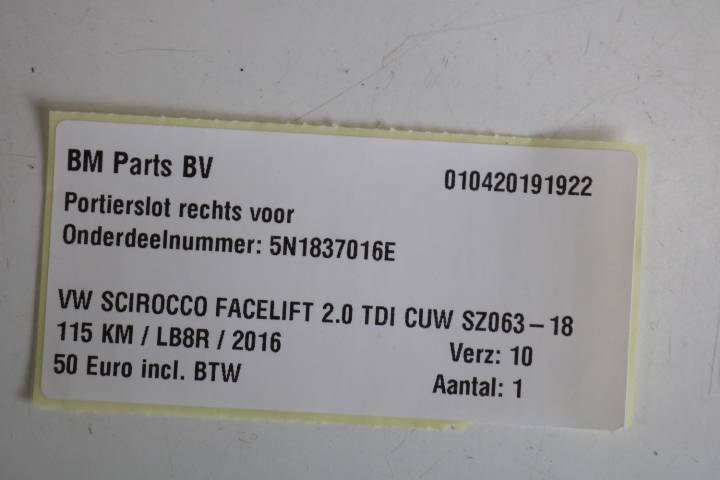 BM Parts BV 010420191922
Portierslot rechts voor
Onderdeelnummer: 5N1837016E
VW SCIROCCO FACELIFT 2.0 TDI CUW SZ063-18
115 KM / LB8R / 2016 Verz: 10
50 Euro incl. BTW Aantal: 1